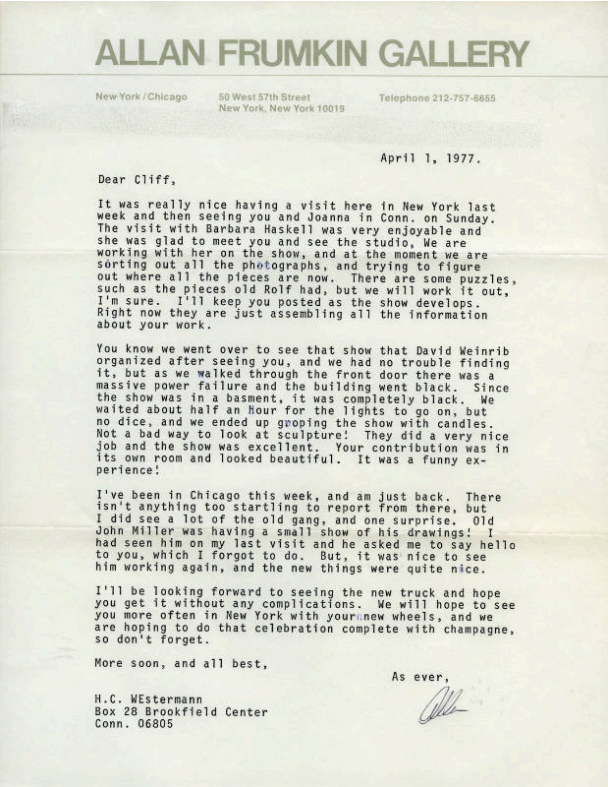 ALLAN FRUMKIN GALLERY
New York / Chicago 50 West 57th Street Telephone 212-757-6655
New York, New York 10019
April 1, 1977.
Dear Cliff,
It was really nice having a visit here in New York last
week and then seeing you and Joanna in Conn. on Sunday.
The visit with Barbara Haskell was very enjoyable and
she was glad to meet you and see the studio, We are
working with her on the show, and at the moment we are
sorting out all the photographs, and trying to figure
out where all the pieces are now. There are some puzzles,
such as the pieces old Rolf had, but we will work it out,
I'm sure. I'll keep you posted as the show develops.
Right now they are just assembling all the information
about your work.
You know we went over to see that show that David Weinrib
organized after seeing you, and we had no trouble finding
it, but as we walked through the front door there was a
massive power failure and the building went black. Since
the show was in a basment, it was completely black. We
waited about half an Hour for the lights to go on, but
no dice, and we ended up groping the show with candles.
Not a bad way to look at sculpture! They did a very nice
job and the show was excellent. Your contribution was in
its own room and looked beautiful. It was a funny ex-
perience!
I've been in Chicago this week, and am just back. There
isn't anything too startling to report from there, but
I did see a lot of the old gang, and one surprise. Old
John Miller was having a small show of his drawings! I
had seen him on my last visit and he asked me to say hello
to you, which I forgot to do. But, it was nice to see
him working again, and the new things were quite nice.
I'll be looking forward to seeing the new truck and hope
you get it without any complications. We will hope to see
you more often in New York with your new wheels, and we
are hoping to do that celebration complete with champagne,
so don't forget.
More soon, and all best,
As ever,
Allan
H.C. WEstermann
Box 28 Brookfield Center
Conn. 06805